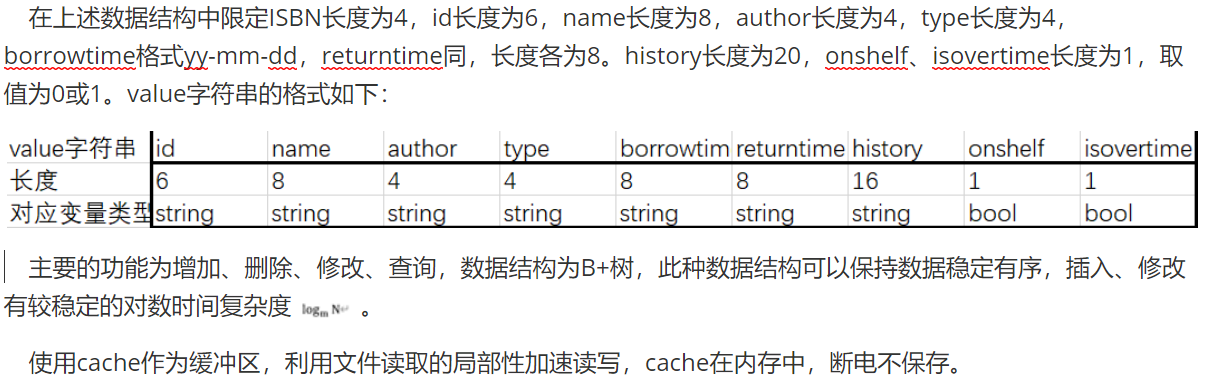 在上述数据结构中限定ISBN长度为4，id长度为6，name长度为8，author长度为4，type长度为4，
borrowtime格式yy-mm-dd，returntime同，长度各为8。history长度为20，onshelf、isovertime长度为1，取
值为0或1。value字符串的格式如下：
value字符串 id name author type borrowtim returntime history onshelf isovertime
长度 6 8 4 4 8 8 16 1 1
对应变量类型 string string string string string string string bool bool
主要的功能为增加、删除、修改、查询，数据结构为B+树，此种数据结构可以保持数据稳定有序，插入、修改
有较稳定的对数时间复杂度 logₘ N 。
使用cache作为缓冲区，利用文件读取的局部性加速读写，cache在内存中，断电不保存。